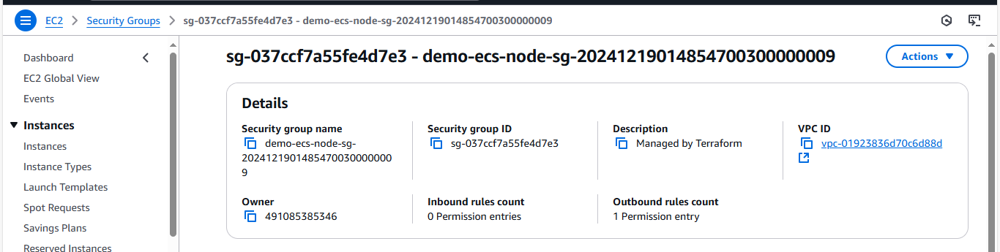 EC2 > Security Groups > sg-037ccf7a55fe4d7e3 - demo-ecs-node-sg-20241219014854700300000009
Dashboard
EC2 Global View
Events
Instances
Instances
Instance Types
Launch Templates
Spot Requests
Savings Plans
Reserved Instances
sg-037ccf7a55fe4d7e3 - demo-ecs-node-sg-20241219014854700300000009
Actions
Details
Security group name
demo-ecs-node-sg-
2024121901485470030000000
9
Security group ID
sg-037ccf7a55fe4d7e3
Description
Managed by Terraform
VPC ID
vpc-01923836d70c6d88d
Owner
491085385346
Inbound rules count
0 Permission entries
Outbound rules count
1 Permission entry